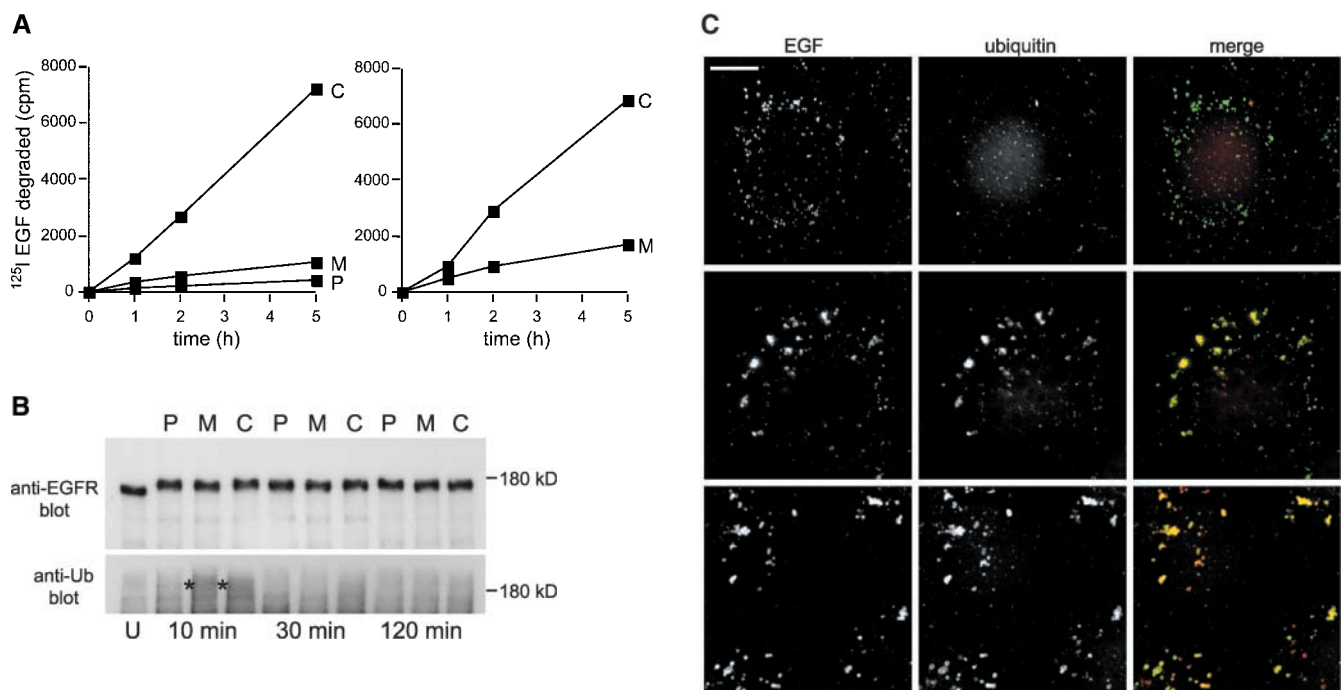 A
8000
6000
4000
2000
0
0 1 2 3 4 5
time (h)
¹²⁵I EGF degraded (cpm)
C
M
P
8000
6000
4000
2000
0
0 1 2 3 4 5
time (h)
C
M
B
P M C P M C P M C
anti-EGFR
blot
180 kD
anti-Ub
blot
* *
180 kD
U 10 min 30 min 120 min
C
EGF ubiquitin merge